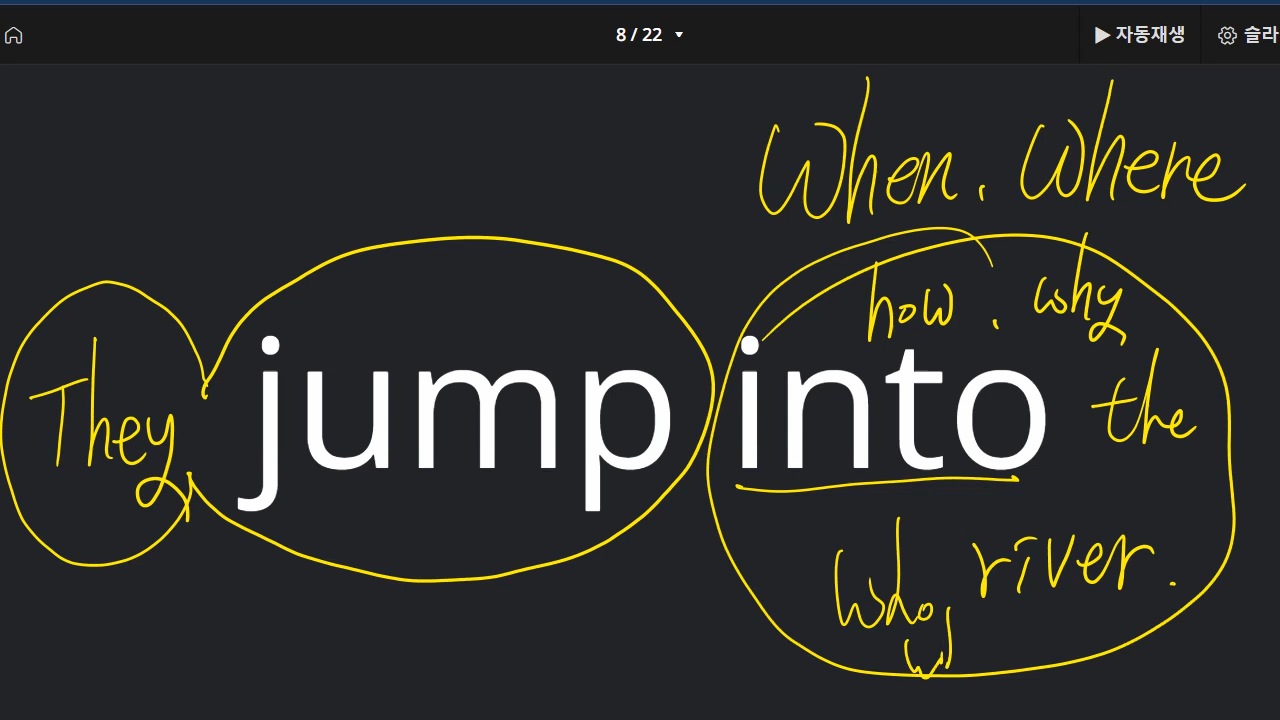 8 / 22
자동재생
슬라
When. Where
how. why
They jump into the
who river.